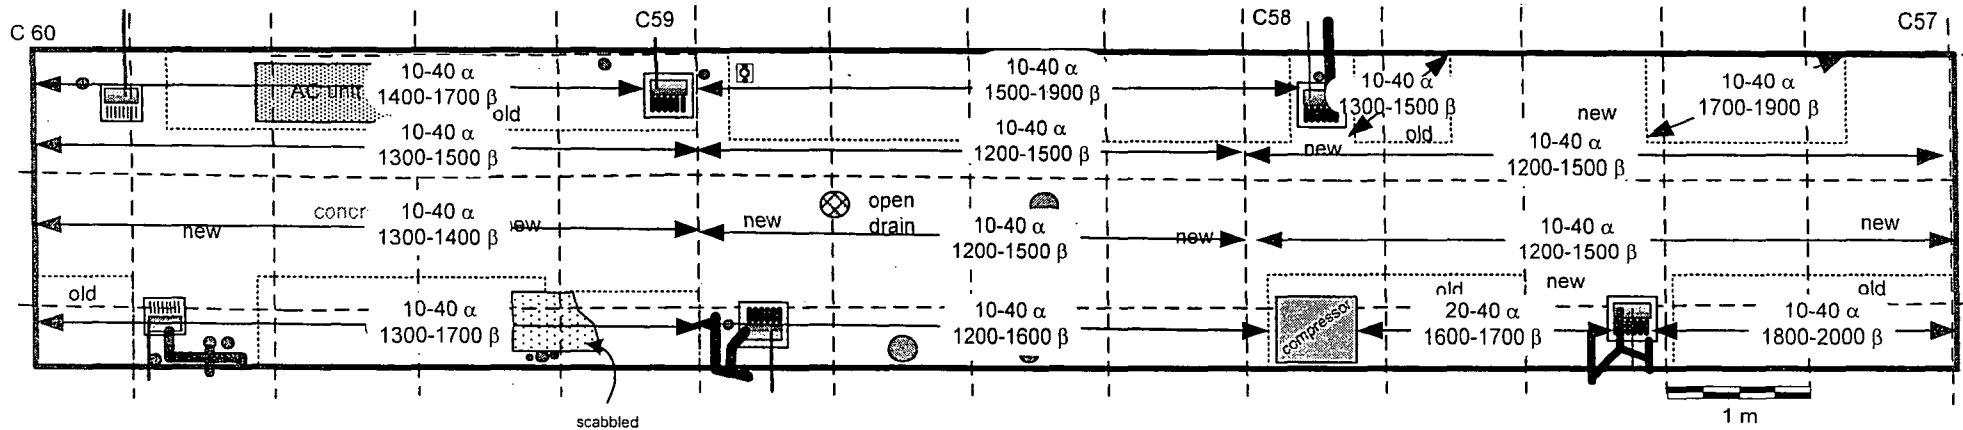 C 60
C59
C58
C57
10-40 α
1400-1700 β
AC unit
old
10-40 α
1500-1900 β
10-40 α
1300-1500 β
old
new
10-40 α
1700-1900 β
new
10-40 α
1300-1500 β
10-40 α
1200-1500 β
10-40 α
1200-1500 β
new
concr
10-40 α
1300-1400 β
new
open
drain
10-40 α
1200-1500 β
new
10-40 α
1200-1500 β
new
old
10-40 α
1300-1700 β
10-40 α
1200-1600 β
compressor
old
new
20-40 α
1600-1700 β
old
10-40 α
1800-2000 β
scabbled
1 m